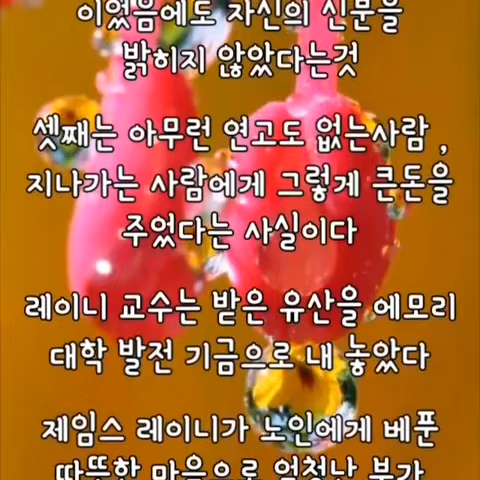 이었음에도 자신의 신분을
밝히지 않았다는것
셋째는 아무런 연고도 없는사람 ,
지나가는 사람에게 그렇게 큰돈을
주었다는 사실이다
레이니 교수는 받은 유산을 에모리
대학 발전 기금으로 내 놓았다
제임스 레이니가 노인에게 베푼
따뜻한 마음으로 엄청난 부가